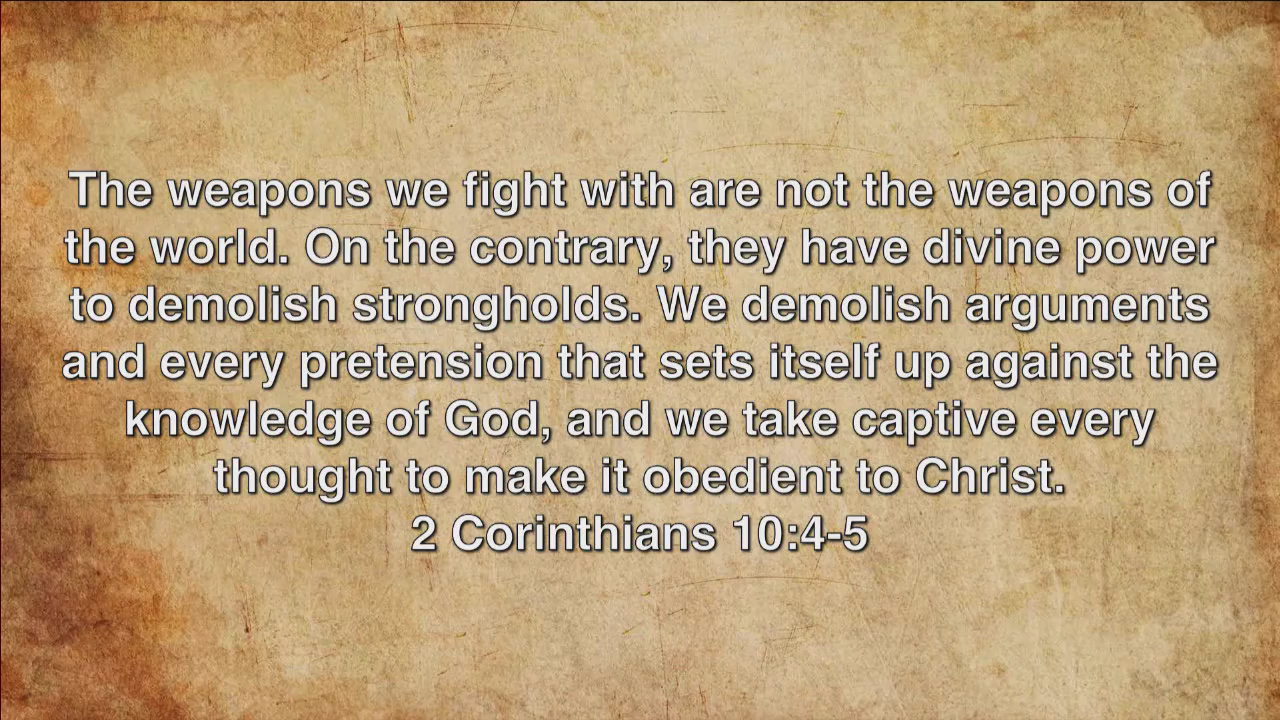 The weapons we fight with are not the weapons of
the world. On the contrary, they have divine power
to demolish strongholds. We demolish arguments
and every pretension that sets itself up against the
knowledge of God, and we take captive every
thought to make it obedient to Christ.
2 Corinthians 10:4-5